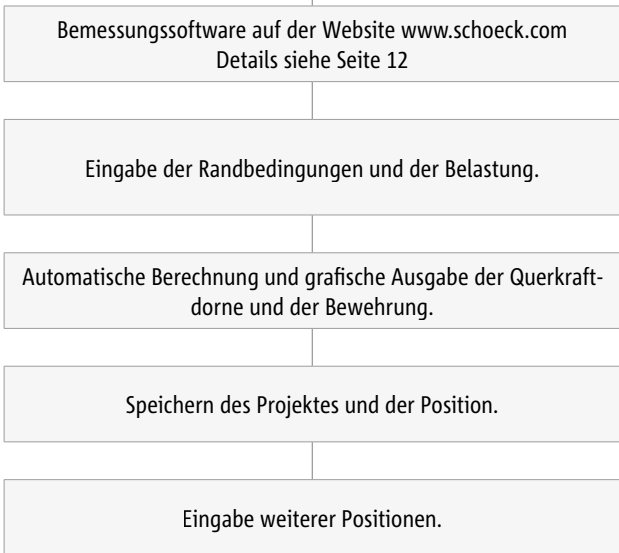 Bemessungssoftware auf der Website www.schoeck.com
Details siehe Seite 12
Eingabe der Randbedingungen und der Belastung.
Automatische Berechnung und grafische Ausgabe der Querkraft-
dorne und der Bewehrung.
Speichern des Projektes und der Position.
Eingabe weiterer Positionen.